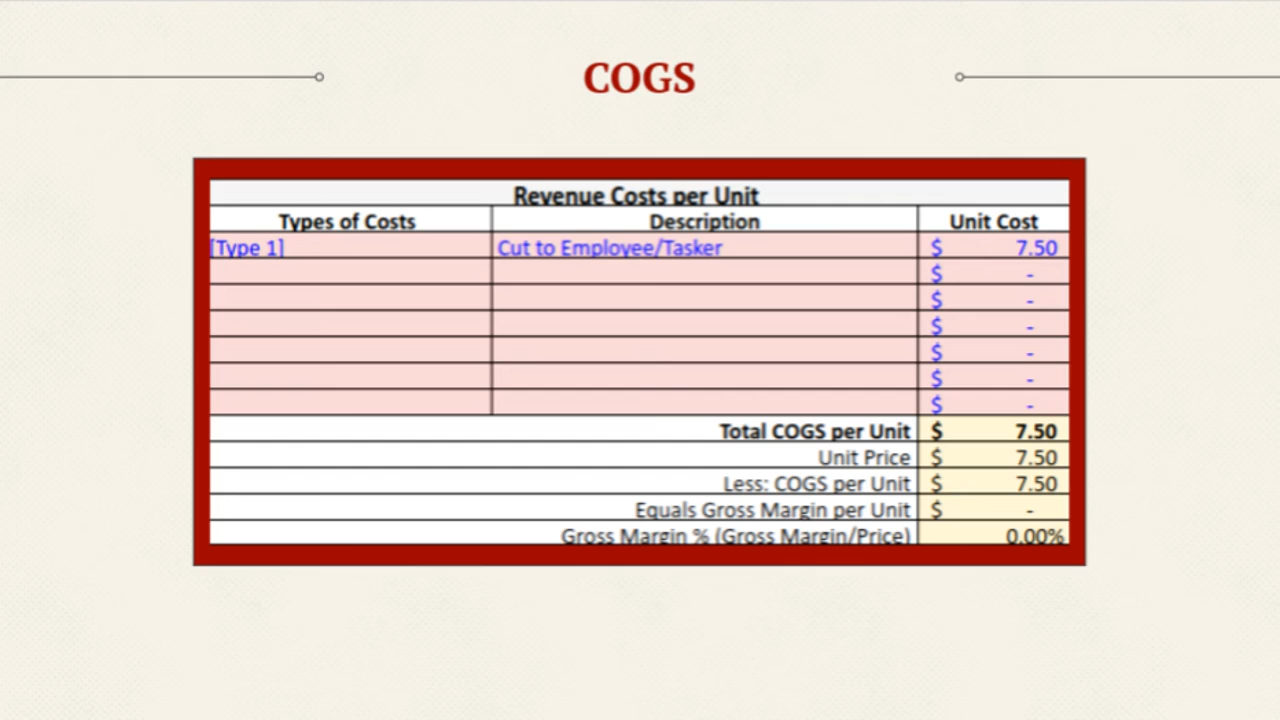 COGS
Revenue Costs per Unit
Types of Costs Description Unit Cost
[Type 1] Cut to Employee/Tasker $ 7.50
$ -
$ -
$ -
$ -
$ -
$ -
Total COGS per Unit $ 7.50
Unit Price $ 7.50
Less: COGS per Unit $ 7.50
Equals Gross Margin per Unit $ -
Gross Margin % (Gross Margin/Price) 0.00%